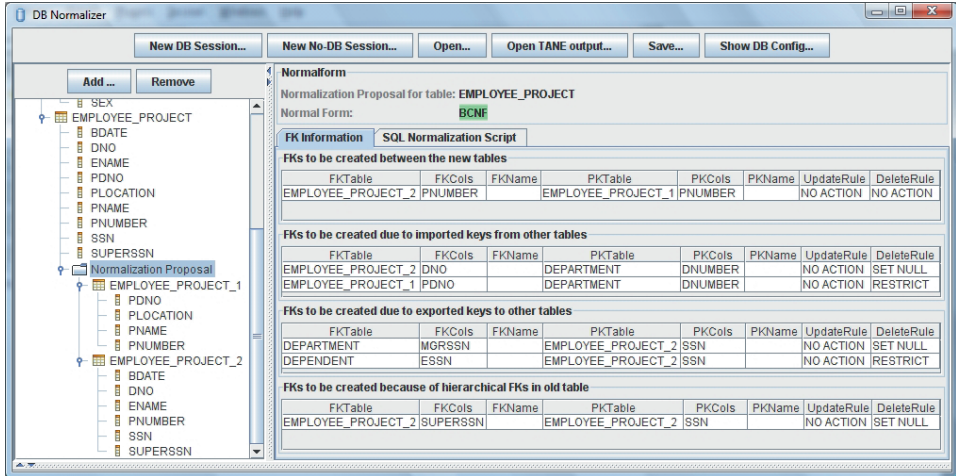 DB Normalizer
New DB Session...
New No-DB Session...
Open...
Open TANE output...
Save...
Show DB Config...
Add ...
Remove
SEX
EMPLOYEE_PROJECT
BDATE
DNO
ENAME
PDNO
PLOCATION
PNAME
PNUMBER
SSN
SUPERSSN
Normalization Proposal
EMPLOYEE_PROJECT_1
PDNO
PLOCATION
PNAME
PNUMBER
EMPLOYEE_PROJECT_2
BDATE
DNO
ENAME
PNUMBER
SSN
SUPERSSN
Normalform
Normalization Proposal for table: EMPLOYEE_PROJECT
Normal Form: BCNF
FK Information SQL Normalization Script
FKs to be created between the new tables
FKTable FKCols FKName PKTable PKCols PKName UpdateRule DeleteRule
EMPLOYEE_PROJECT_2 PNUMBER EMPLOYEE_PROJECT_1 PNUMBER NO ACTION NO ACTION
FKs to be created due to imported keys from other tables
FKTable FKCols FKName PKTable PKCols PKName UpdateRule DeleteRule
EMPLOYEE_PROJECT_2 DNO DEPARTMENT DNUMBER NO ACTION SET NULL
EMPLOYEE_PROJECT_1 PDNO DEPARTMENT DNUMBER NO ACTION RESTRICT
FKs to be created due to exported keys to other tables
FKTable FKCols FKName PKTable PKCols PKName UpdateRule DeleteRule
DEPARTMENT MGRSSN EMPLOYEE_PROJECT_2 SSN NO ACTION SET NULL
DEPENDENT ESSN EMPLOYEE_PROJECT_2 SSN NO ACTION RESTRICT
FKs to be created because of hierarchical FKs in old table
FKTable FKCols FKName PKTable PKCols PKName UpdateRule DeleteRule
EMPLOYEE_PROJECT_2 SUPERSSN EMPLOYEE_PROJECT_2 SSN NO ACTION SET NULL